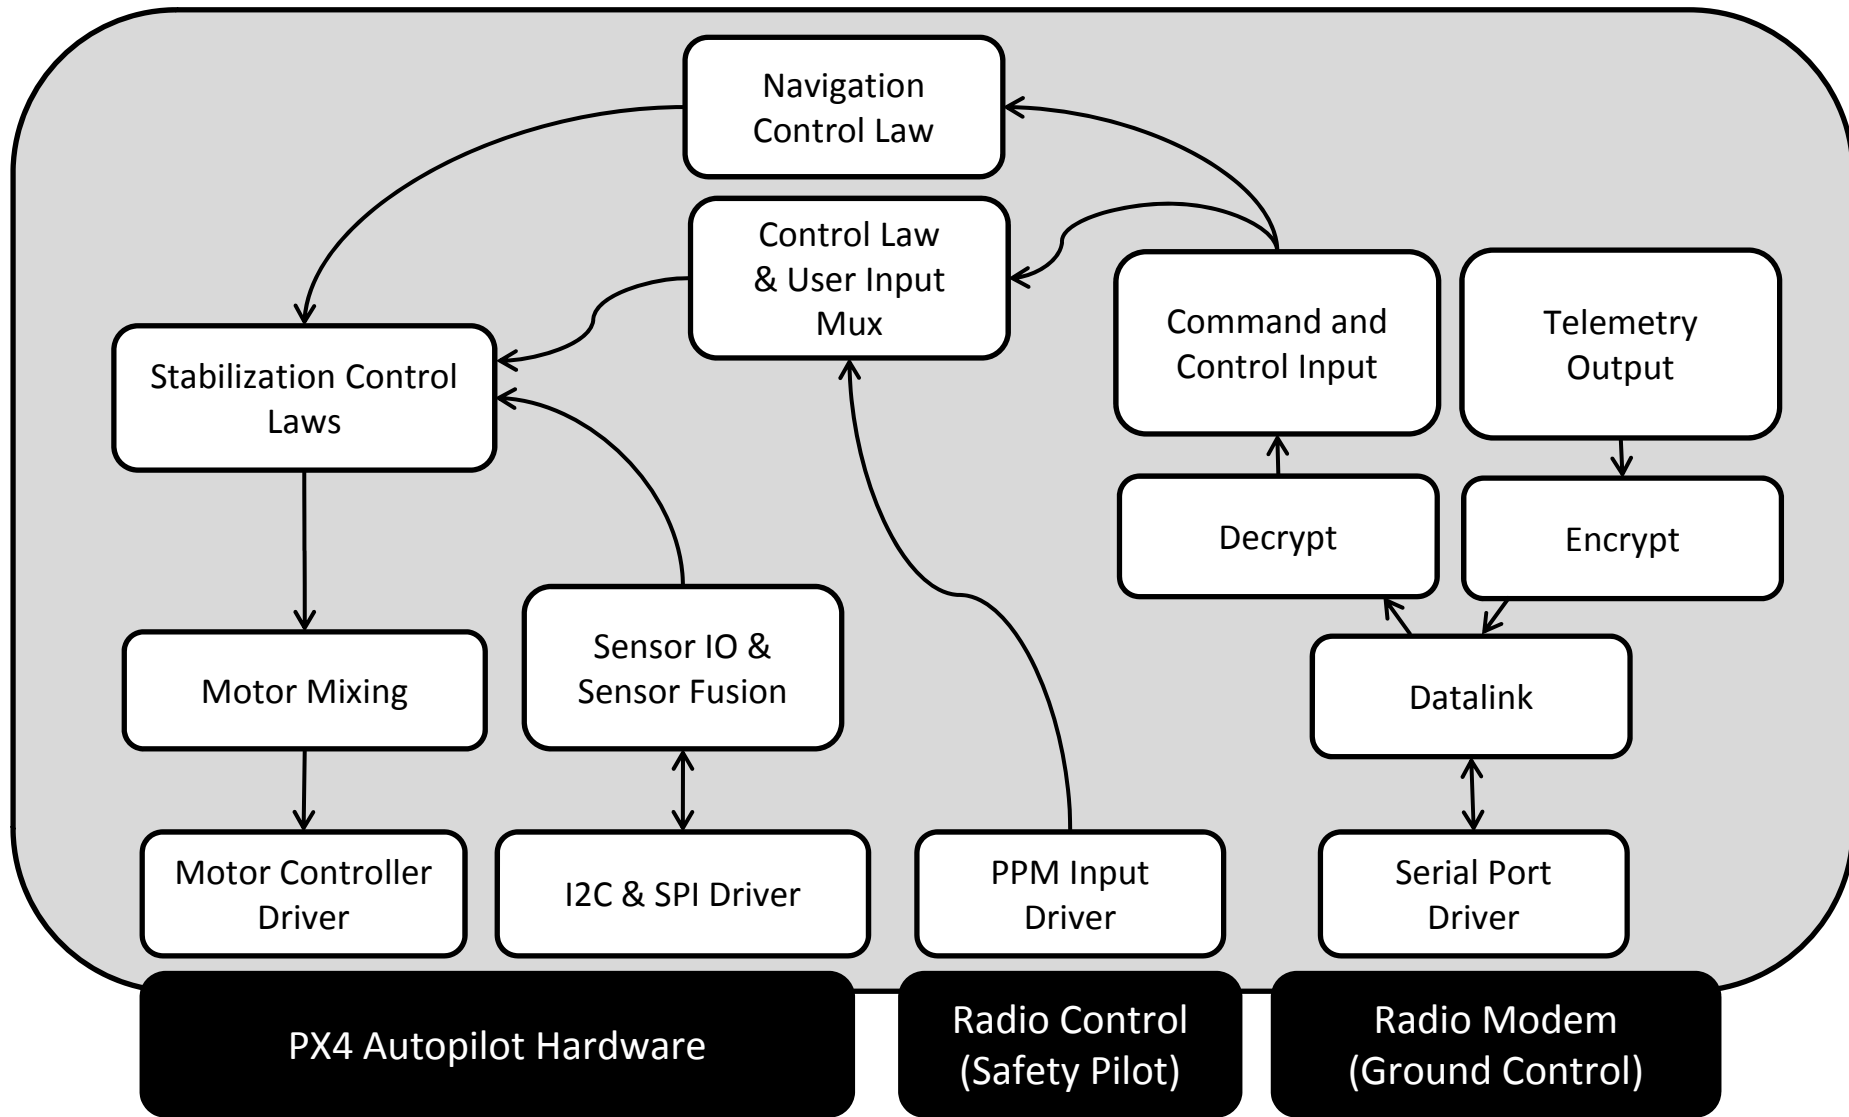 Navigation
Control Law
Control Law
& User Input
Mux
Command and
Control Input
Telemetry
Output
Stabilization Control
Laws
Decrypt
Encrypt
Motor Mixing
Sensor IO &
Sensor Fusion
Datalink
Motor Controller
Driver
I2C & SPI Driver
PPM Input
Driver
Serial Port
Driver
PX4 Autopilot Hardware
Radio Control
(Safety Pilot)
Radio Modem
(Ground Control)